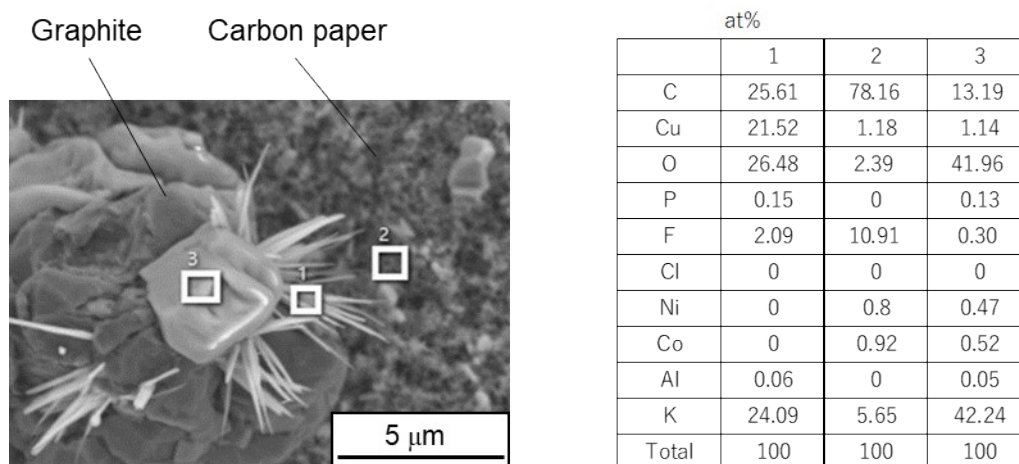 Graphite Carbon paper
3
1
2
5 μm
at%
1 2 3
C 25.61 78.16 13.19
Cu 21.52 1.18 1.14
O 26.48 2.39 41.96
P 0.15 0 0.13
F 2.09 10.91 0.30
Cl 0 0 0
Ni 0 0.8 0.47
Co 0 0.92 0.52
Al 0.06 0 0.05
K 24.09 5.65 42.24
Total 100 100 100